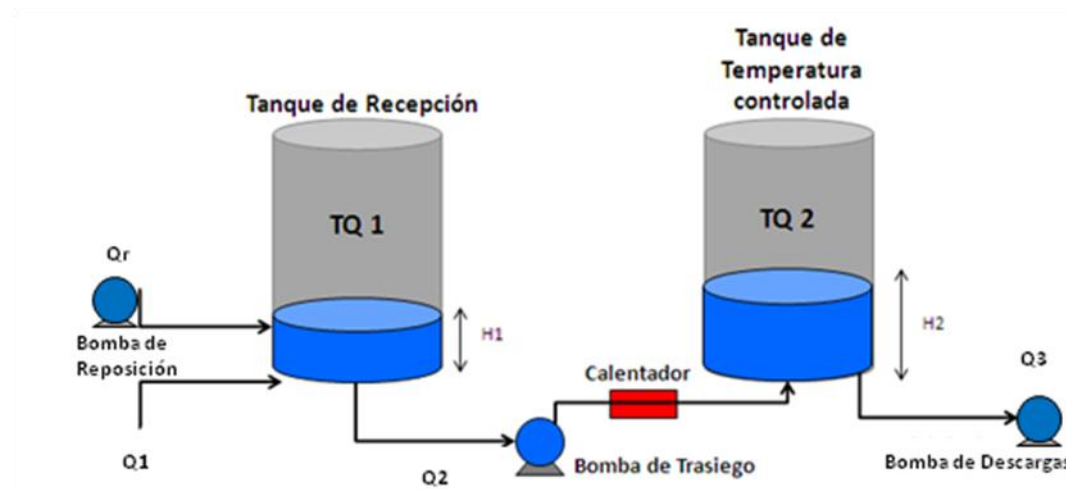 Tanque de Recepción
Tanque de
Temperatura
controlada
TQ 1
TQ 2
Qr
Bomba de
Reposición
H1
H2
Q1
Q2
Calentador
Bomba de Trasiego
Q3
Bomba de Descargas